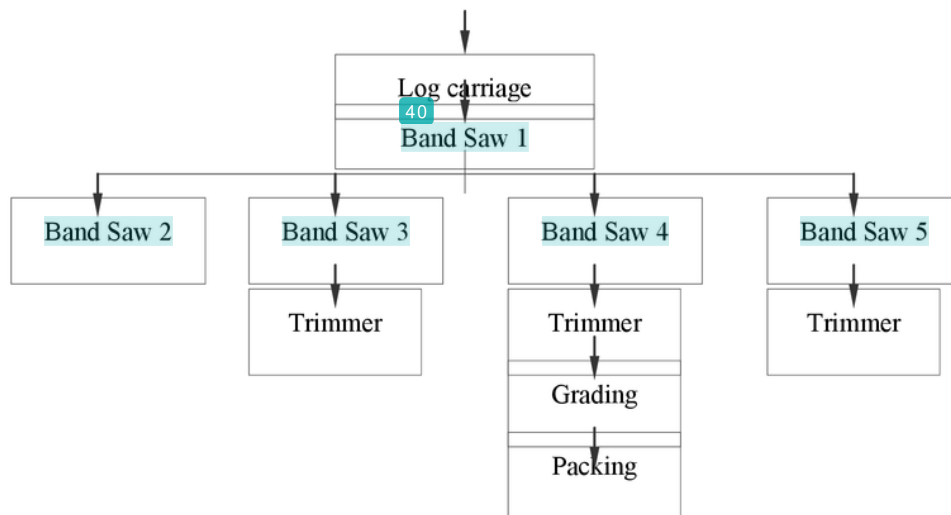 Log carriage
40
Band Saw 1
Band Saw 2 Band Saw 3 Band Saw 4 Band Saw 5
Trimmer Trimmer Trimmer
Grading
Packing